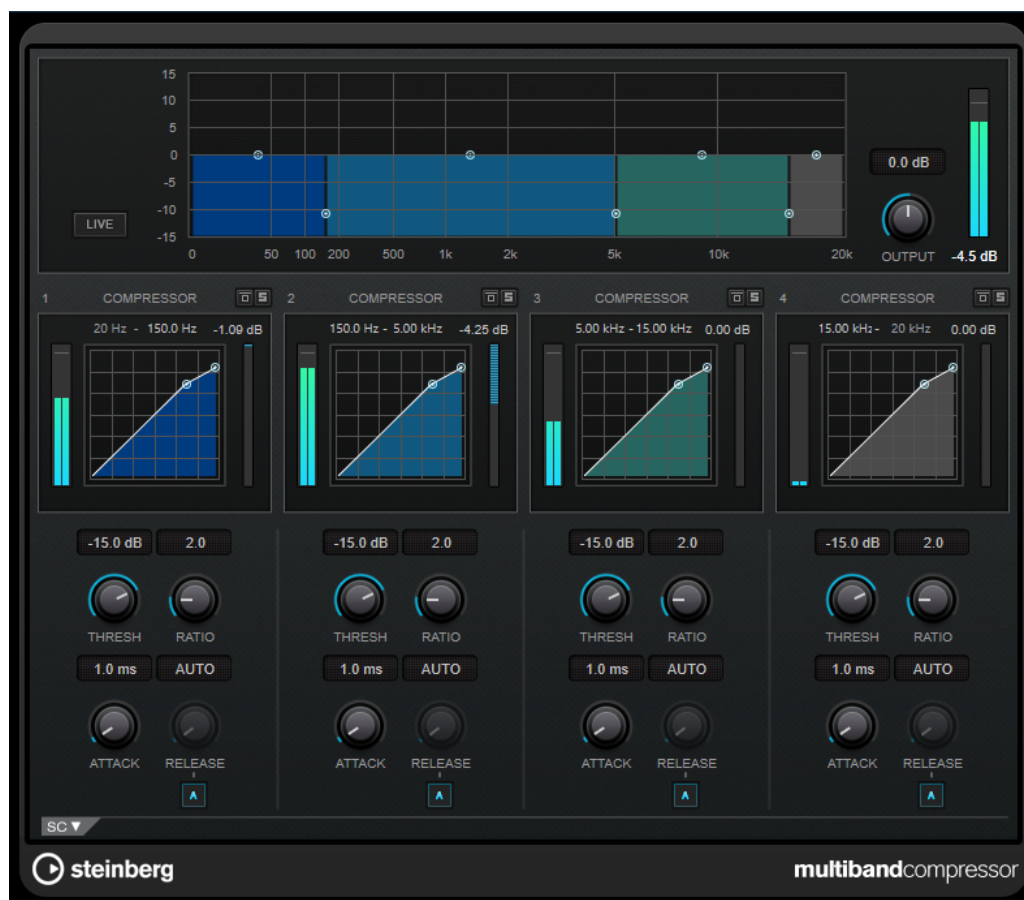 15
10
5
0
-5
-10
-15
LIVE
0 50 100 200 500 1k 2k 5k 10k 20k
0.0 dB
OUTPUT -4.5 dB
1 COMPRESSOR S 2 COMPRESSOR S 3 COMPRESSOR S 4 COMPRESSOR S
20 Hz - 150.0 Hz -1.09 dB 150.0 Hz - 5.00 kHz -4.25 dB 5.00 kHz - 15.00 kHz 0.00 dB 15.00 kHz - 20 kHz 0.00 dB
-15.0 dB 2.0 -15.0 dB 2.0 -15.0 dB 2.0 -15.0 dB 2.0
THRESH RATIO THRESH RATIO THRESH RATIO THRESH RATIO
1.0 ms AUTO 1.0 ms AUTO 1.0 ms AUTO 1.0 ms AUTO
ATTACK RELEASE ATTACK RELEASE ATTACK RELEASE ATTACK RELEASE
A A A A
SC ▼
steinberg multibandcompressor